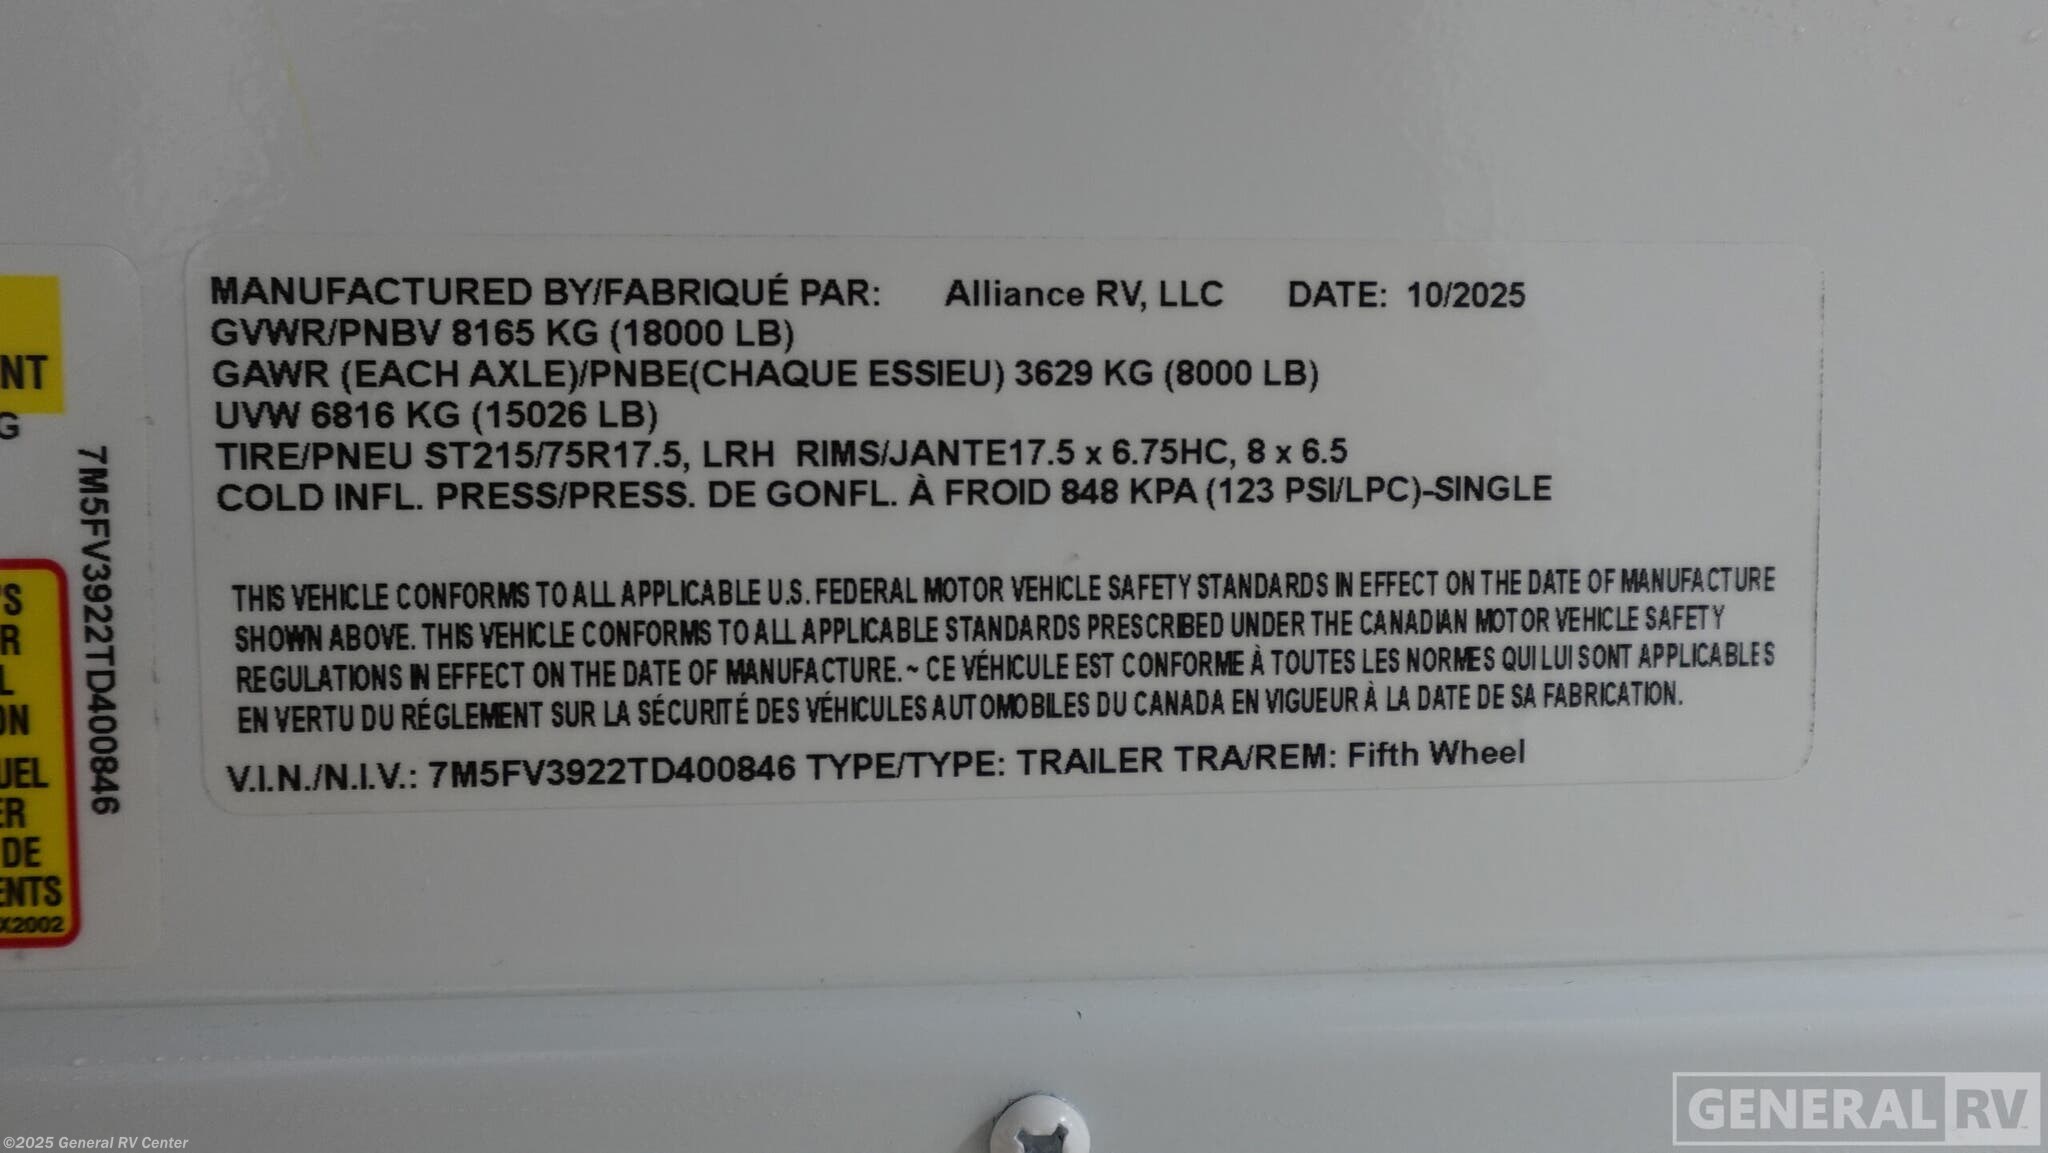 MANUFACTURED BY/FABRIQUÉ PAR: Alliance RV, LLC DATE: 10/2025
GVWR/PNBV 8165 KG (18000 LB)
GAWR (EACH AXLE)/PNBE(CHAQUE ESSIEU) 3629 KG (8000 LB)
UVW 6816 KG (15026 LB)
TIRE/PNEU ST215/75R17.5, LRH RIMS/JANTE17.5 x 6.75HC, 8 x 6.5
COLD INFL. PRESS/PRESS. DE GONFL. À FROID 848 KPA (123 PSI/LPC)-SINGLE
THIS VEHICLE CONFORMS TO ALL APPLICABLE U.S. FEDERAL MOTOR VEHICLE SAFETY STANDARDS IN EFFECT ON THE DATE OF MANUFACTURE
SHOWN ABOVE. THIS VEHICLE CONFORMS TO ALL APPLICABLE STANDARDS PRESCRIBED UNDER THE CANADIAN MOTOR VEHICLE SAFETY
REGULATIONS IN EFFECT ON THE DATE OF MANUFACTURE.~ CE VÉHICULE EST CONFORME À TOUTES LES NORMES QUI LUI SONT APPLICABLES
EN VERTU DU RÉGLEMENT SUR LA SÉCURITÉ DES VÉHICULES AUTOMOBILES DU CANADA EN VIGUEUR À LA DATE DE SA FABRICATION.
V.I.N./N.I.V.: 7M5FV3922TD400846 TYPE/TYPE: TRAILER TRA/REM: Fifth Wheel
NT
G
7M5FV3922TD400846
'S
R
L
ON
UEL
ER
DE
ENTS
X2002
©2025 General RV Center
GENERAL RV